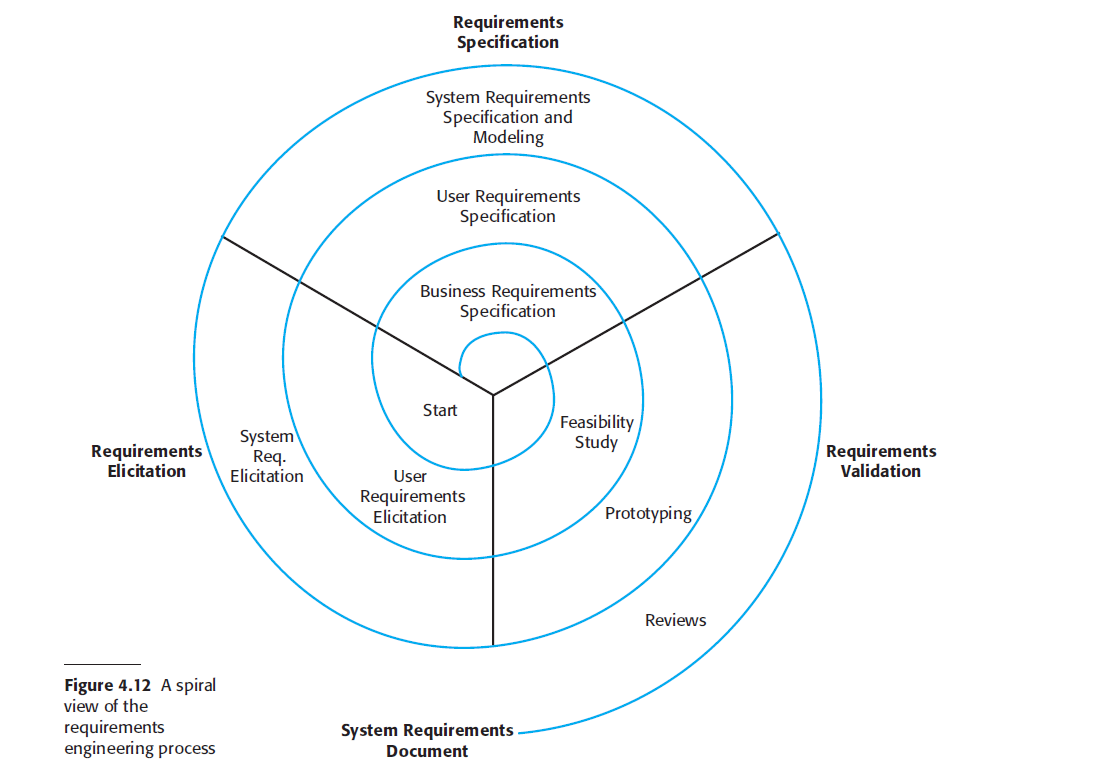 Requirements
Specification
System Requirements
Specification and
Modeling
User Requirements
Specification
Business Requirements
Specification
Start
Feasibility
Study
System
Req.
Elicitation
Requirements
Elicitation
Requirements
Validation
User
Requirements
Elicitation
Prototyping
Reviews
Figure 4.12 A spiral
view of the
requirements
engineering process
System Requirements
Document